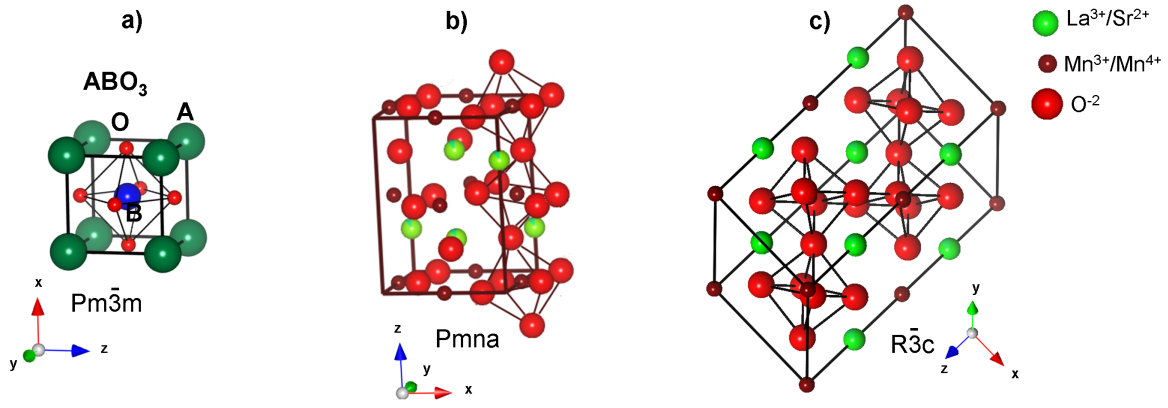 a)
ABO₃
O
A
B
Pm3̄m
x
y
z
b)
Pmna
z
y
x
c)
La³⁺/Sr²⁺
Mn³⁺/Mn⁴⁺
O⁻²
R3̄c
y
z
x